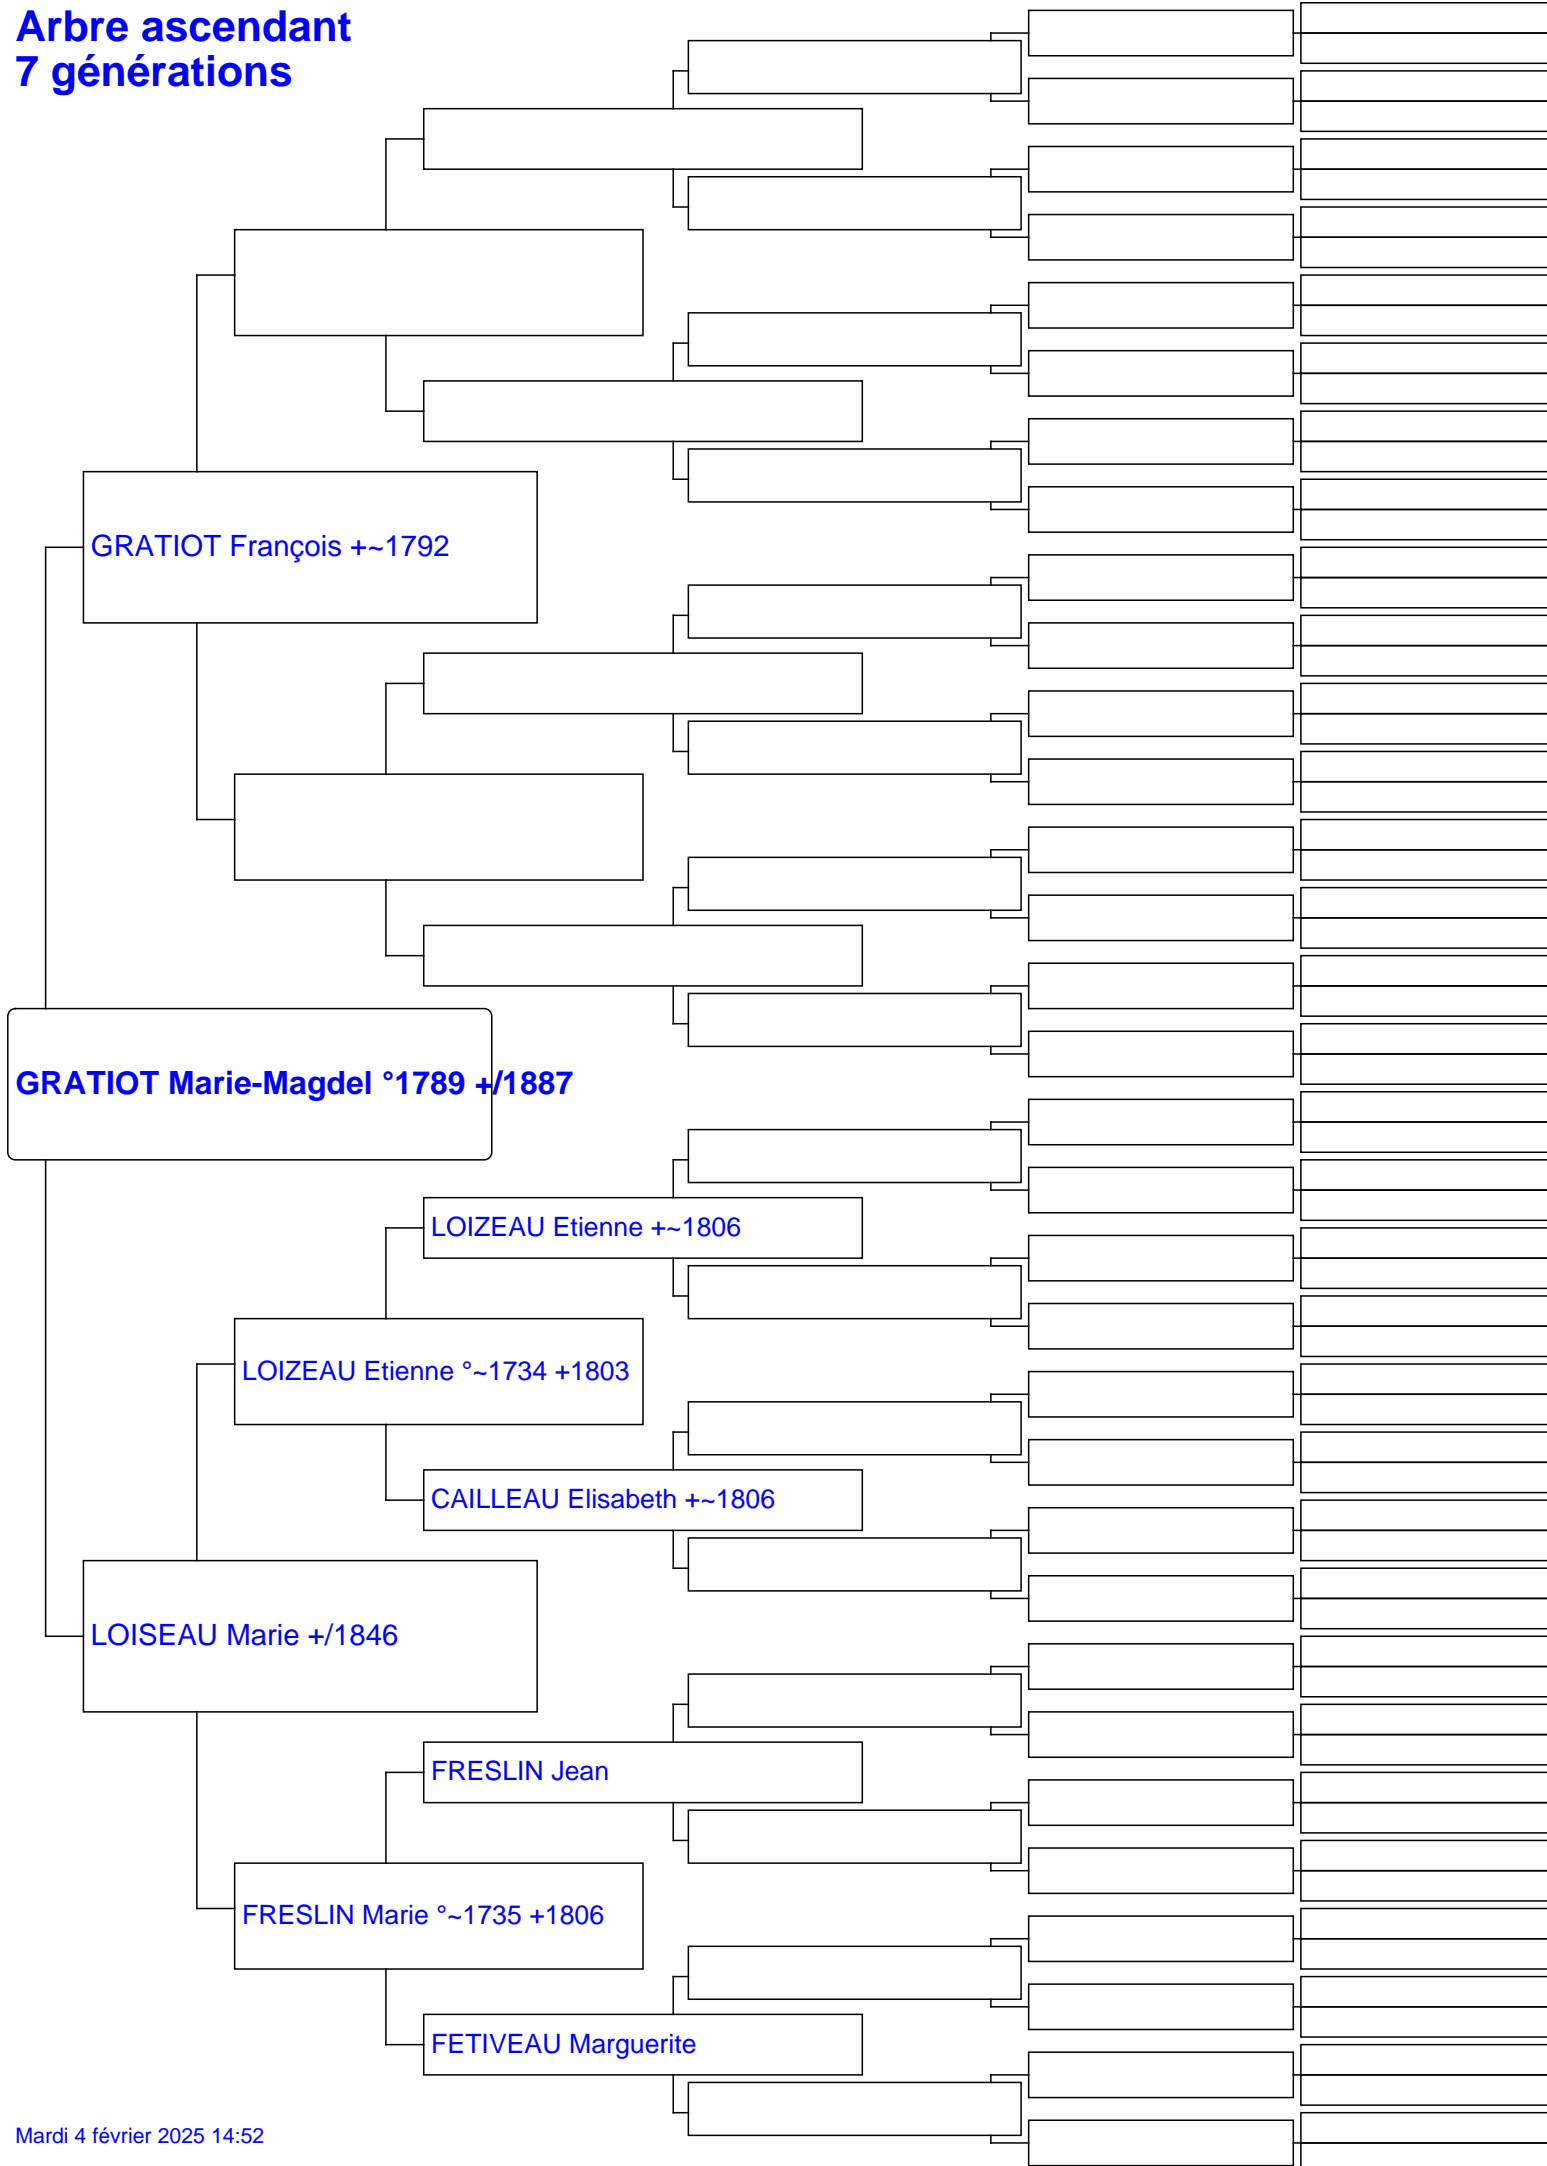 Arbre ascendant
7 générations
GRATIOT François +~1792
GRATIOT Marie-Magdel °1789 +/1887
LOIZEAU Etienne +~1806
LOIZEAU Etienne °~1734 +1803
CAILLEAU Elisabeth +~1806
LOISEAU Marie +/1846
FRESLIN Jean
FRESLIN Marie °~1735 +1806
FETIVEAU Marguerite
Mardi 4 février 2025 14:52